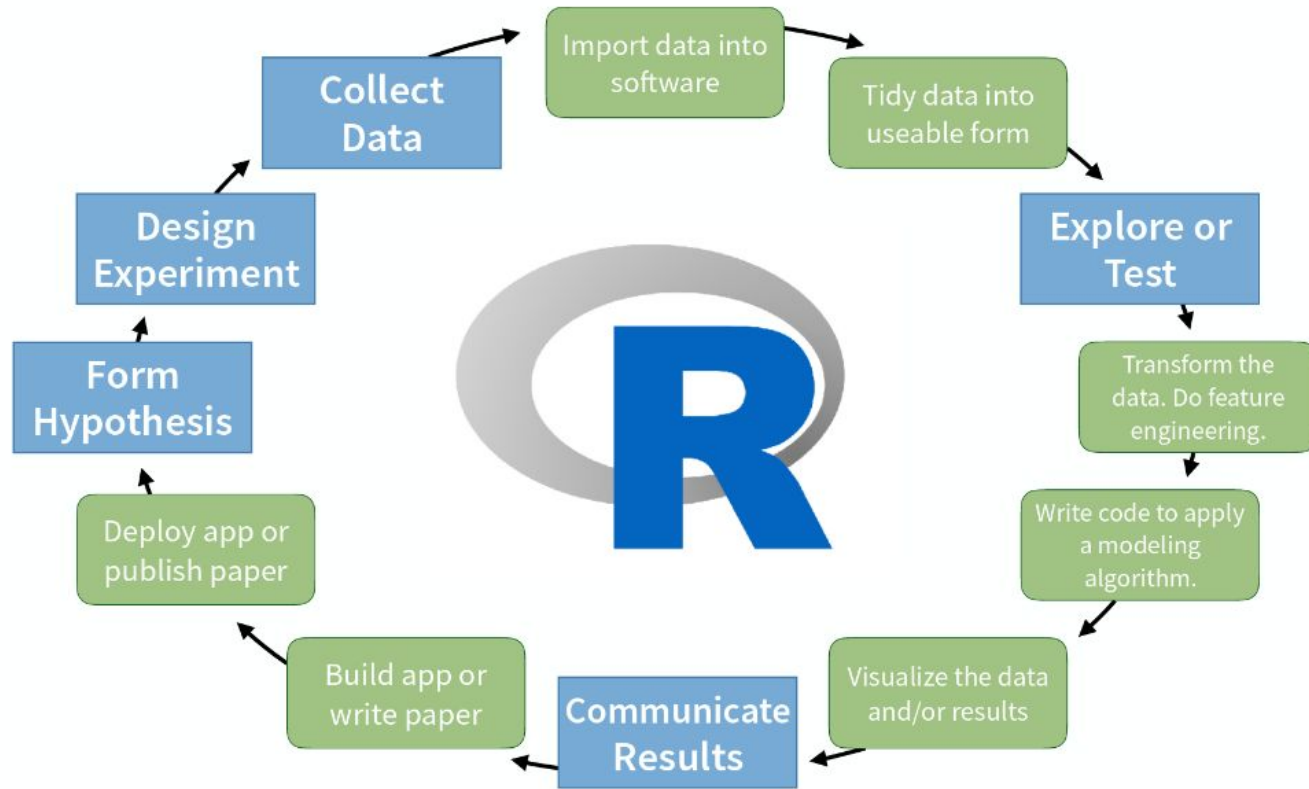 Import data into
software
Collect
Data
Tidy data into
useable form
Design
Experiment
Explore or
Test
R
Form
Hypothesis
Transform the
data. Do feature
engineering.
Deploy app or
publish paper
Write code to apply
a modeling
algorithm.
Build app or
write paper
Communicate
Results
Visualize the data
and/or results